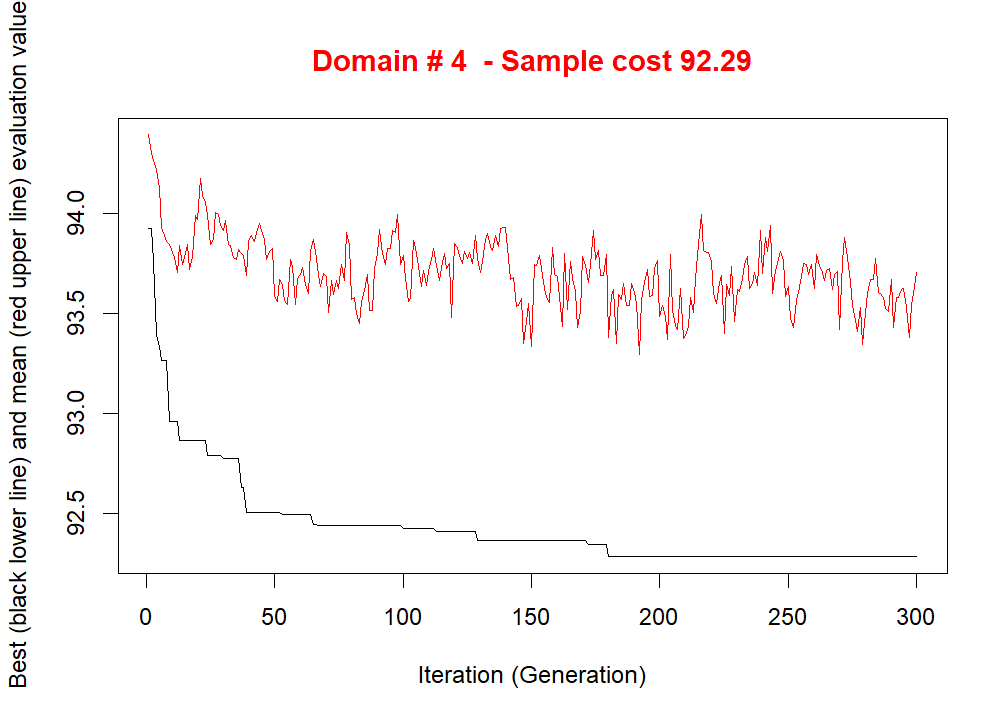 Domain # 4  - Sample cost 92.29
Best (black lower line) and mean (red upper line) evaluation value
94.0
93.5
93.0
92.5
0 50 100 150 200 250 300
Iteration (Generation)